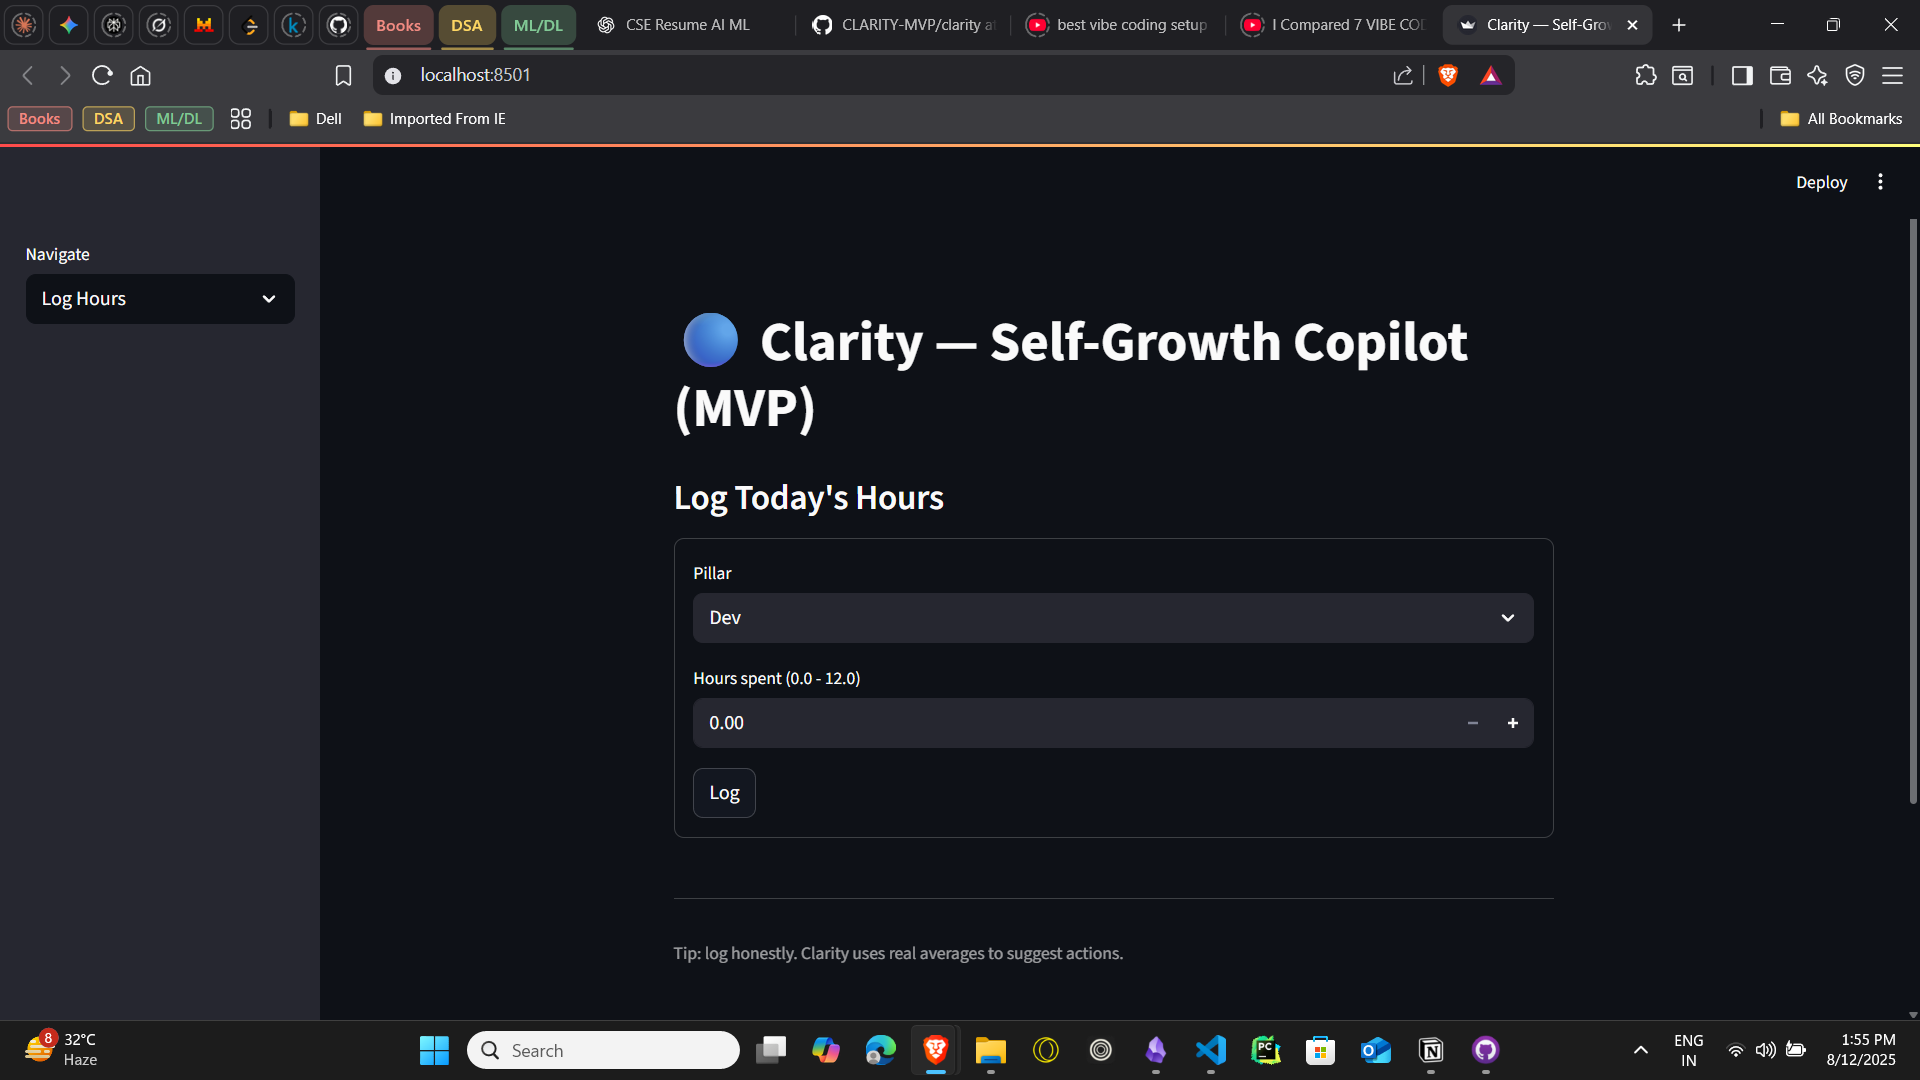 Books
DSA
ML/DL
CSE Resume AI ML
CLARITY-MVP/clarity a
best vibe coding setup
I Compared 7 VIBE COD
Clarity — Self-Grow
localhost:8501
Books
DSA
ML/DL
Dell
Imported From IE
All Bookmarks
Deploy
Navigate
Log Hours
Clarity — Self-Growth Copilot
(MVP)
Log Today's Hours
Pillar
Dev
Hours spent (0.0 - 12.0)
0.00
Log
Tip: log honestly. Clarity uses real averages to suggest actions.
8
32°C
Haze
Search
PC
ENG
IN
1:55 PM
8/12/2025